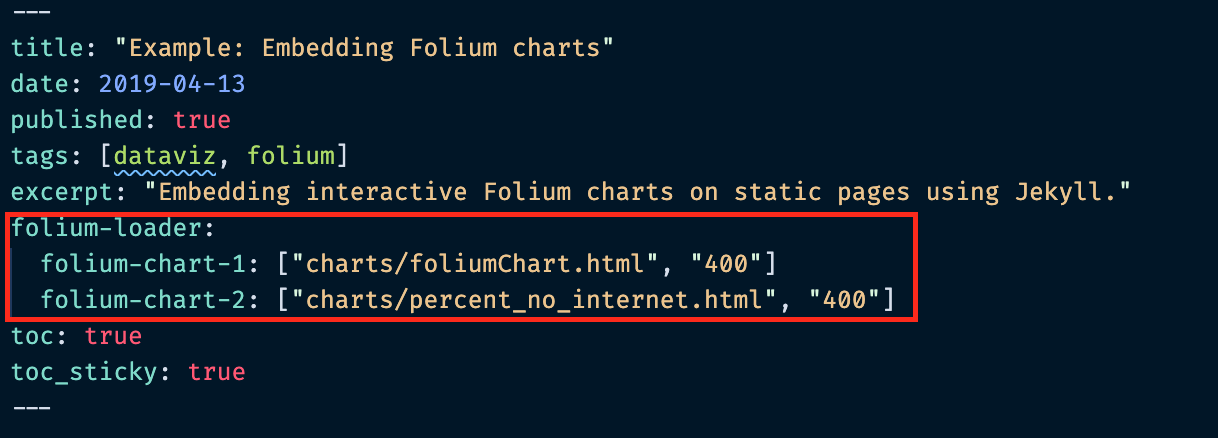 ---
title: "Example: Embedding Folium charts"
date: 2019-04-13
published: true
tags: [dataviz, folium]
excerpt: "Embedding interactive Folium charts on static pages using Jekyll."
folium-loader:
  folium-chart-1: ["charts/foliumChart.html", "400"]
  folium-chart-2: ["charts/percent_no_internet.html", "400"]
toc: true
toc_sticky: true
---